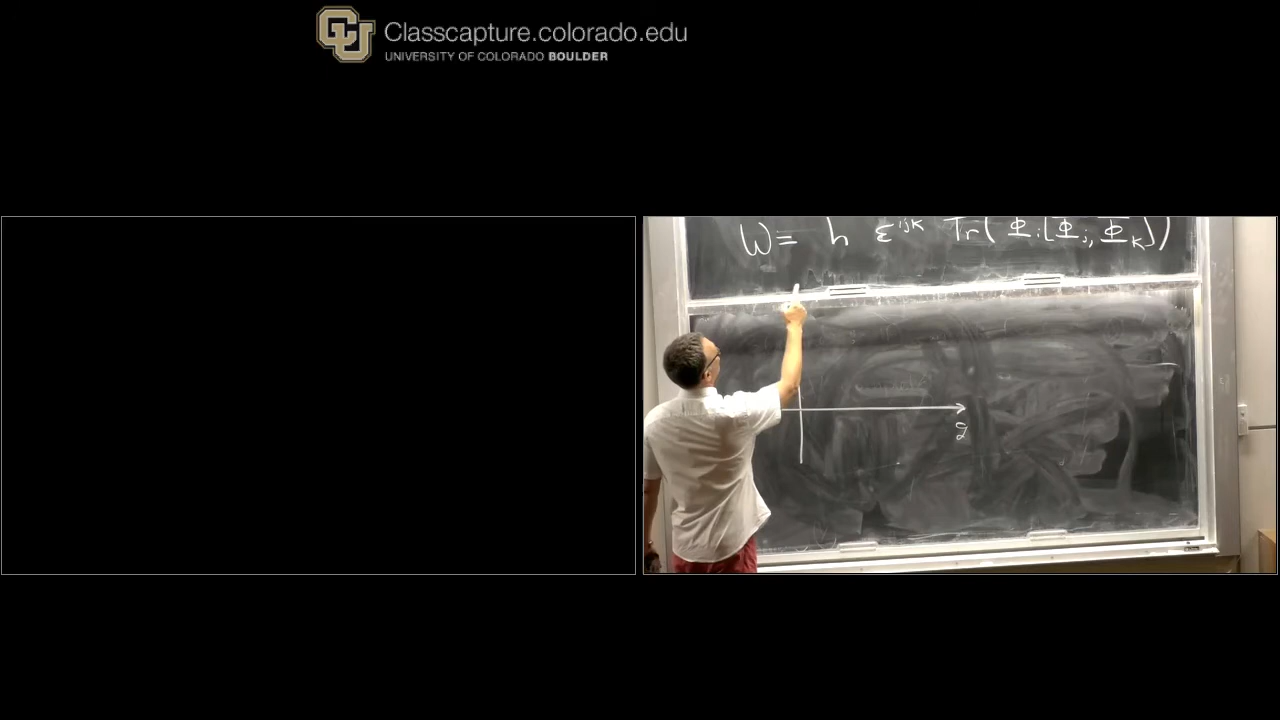 Classcapture.colorado.edu
UNIVERSITY OF COLORADO BOULDER
W = h ε^{ijk} Tr( Φ_i [Φ_j, Φ_k] )
g